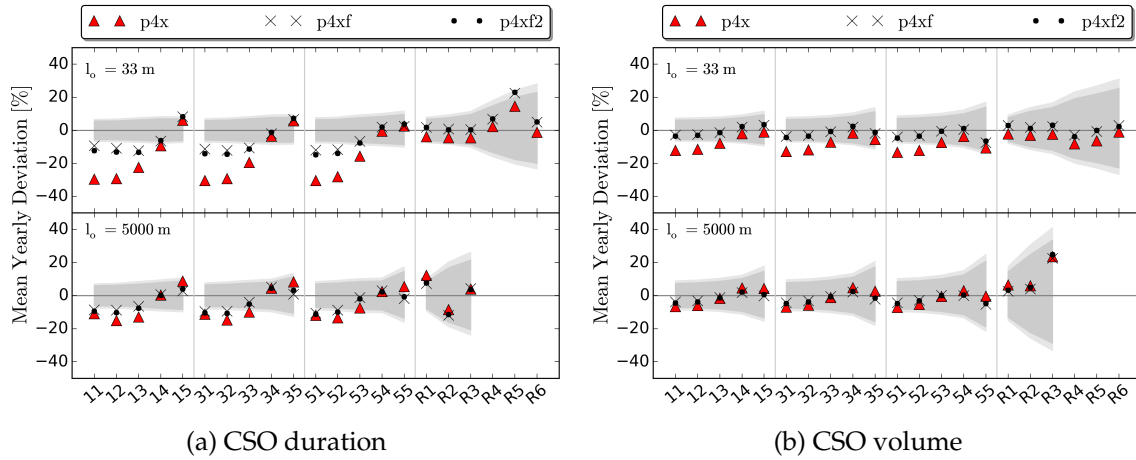 p4x p4xf p4xf2
Mean Yearly Deviation [%]
l_o = 33 m
40
20
0
−20
−40
l_o = 5000 m
40
20
0
−20
−40
11 12 13 14 15 31 32 33 34 35 51 52 53 54 55 R1 R2 R3 R4 R5 R6
(a) CSO duration
p4x p4xf p4xf2
Mean Yearly Deviation [%]
l_o = 33 m
40
20
0
−20
−40
l_o = 5000 m
40
20
0
−20
−40
11 12 13 14 15 31 32 33 34 35 51 52 53 54 55 R1 R2 R3 R4 R5 R6
(b) CSO volume